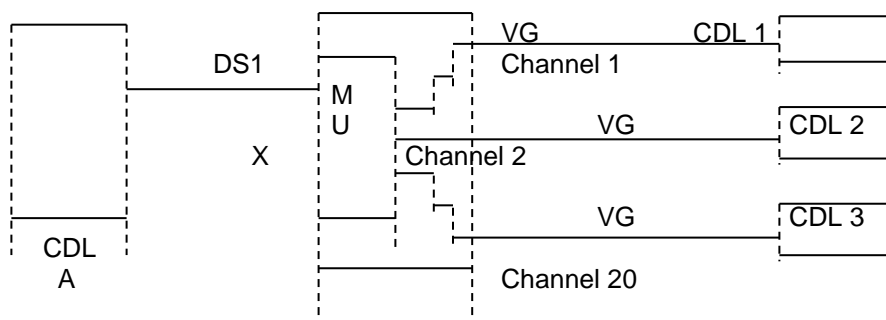 VG CDL 1
DS1 Channel 1
M
U
VG CDL 2
X Channel 2
VG CDL 3
CDL
A
Channel 20